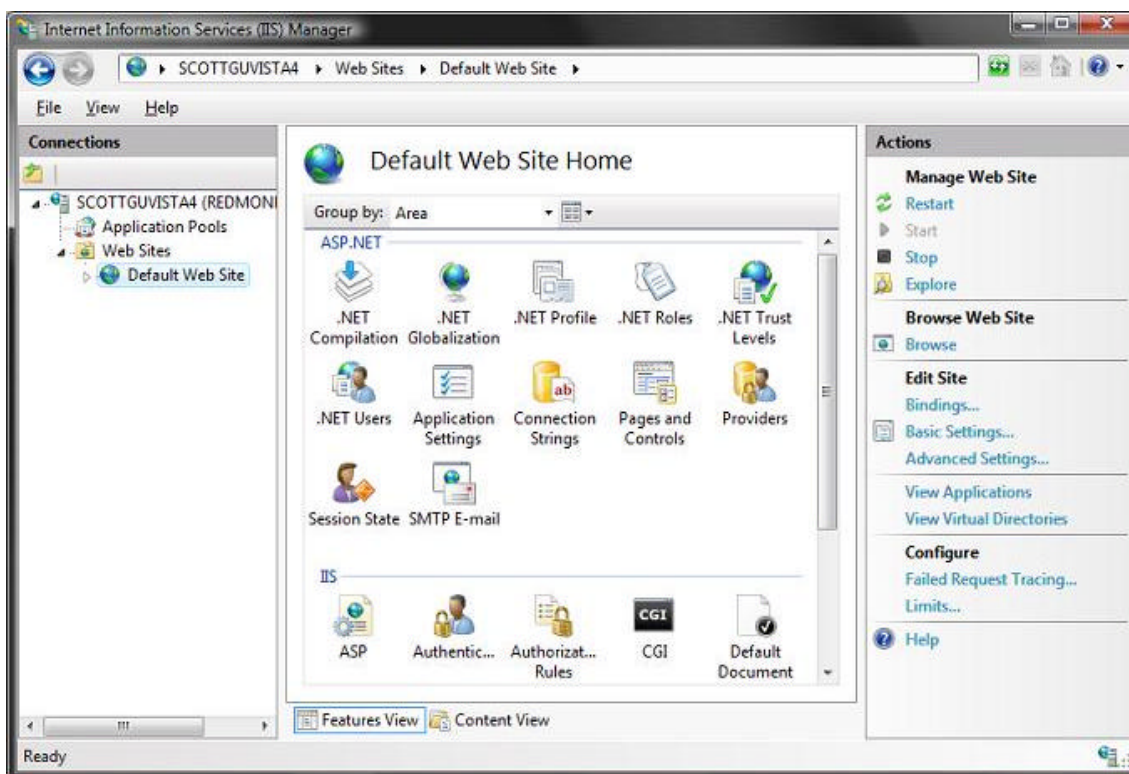 Internet Information Services (IIS) Manager
SCOTTGUVISTA4 Web Sites Default Web Site
File View Help
Connections
SCOTTGUVISTA4 (REDMON
Application Pools
Web Sites
Default Web Site
Default Web Site Home
Group by: Area
ASP.NET
.NET Compilation
.NET Globalization
.NET Profile
.NET Roles
.NET Trust Levels
.NET Users
Application Settings
Connection Strings
ab
Pages and Controls
Providers
Session State
SMTP E-mail
IIS
ASP
Authentic...
Authorizat... Rules
CGI
CGI
Default Document
Features View
Content View
Actions
Manage Web Site
Restart
Start
Stop
Explore
Browse Web Site
Browse
Edit Site
Bindings...
Basic Settings...
Advanced Settings...
View Applications
View Virtual Directories
Configure
Failed Request Tracing...
Limits...
Help
Ready